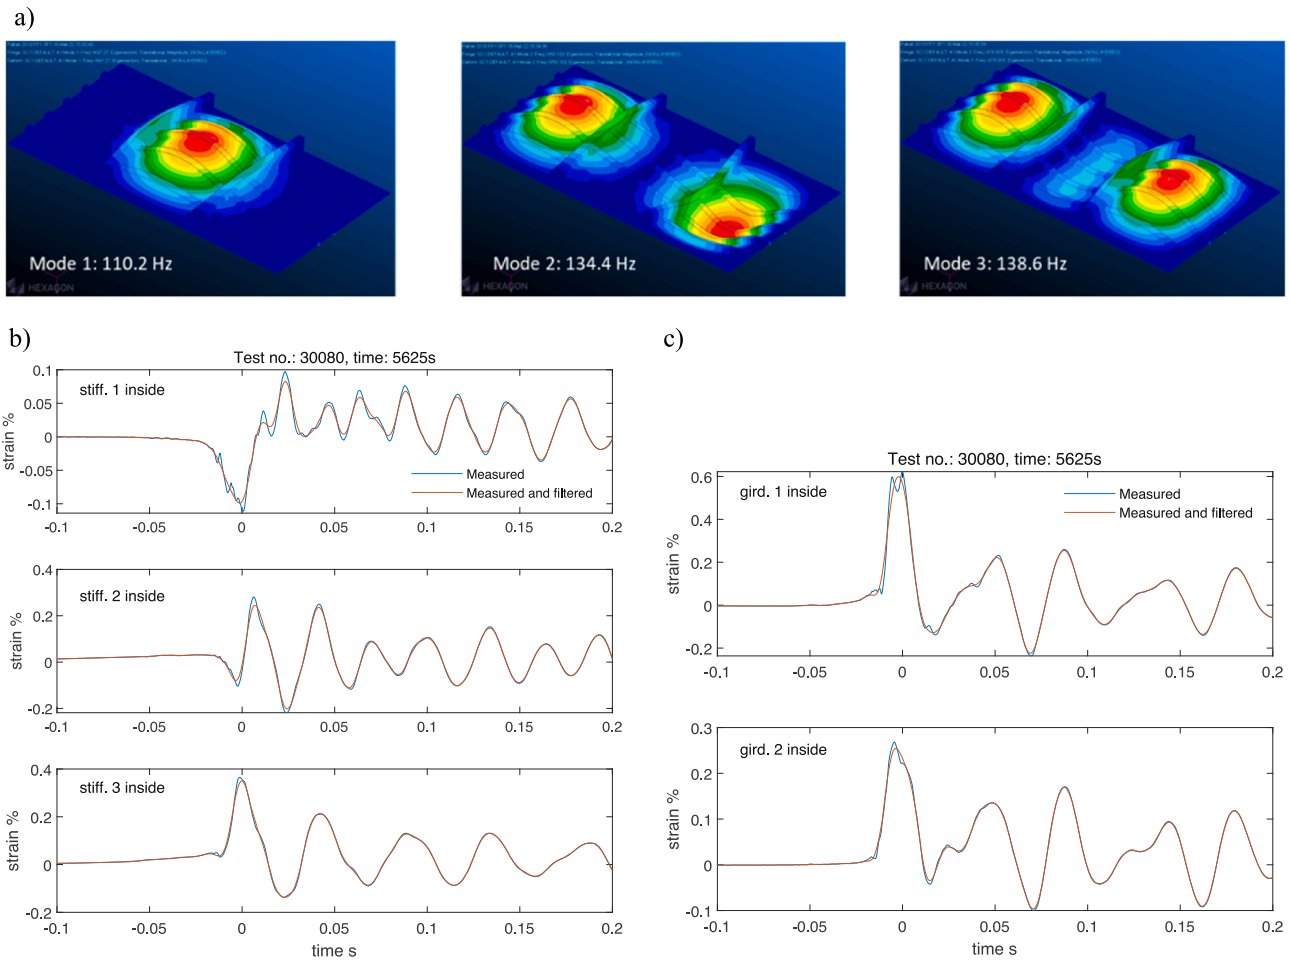 a)
Mode 1: 110.2 Hz
HEXAGON
Mode 2: 134.4 Hz
HEXAGON
Mode 3: 138.6 Hz
HEXAGON
b)
Test no.: 30080, time: 5625s
stiff. 1 inside
0.1
0.05
0
-0.05
-0.1
strain %
Measured
Measured and filtered
-0.1 -0.05 0 0.05 0.1 0.15 0.2
stiff. 2 inside
0.4
0.2
0
-0.2
strain %
-0.1 -0.05 0 0.05 0.1 0.15 0.2
stiff. 3 inside
0.4
0.2
0
-0.2
strain %
-0.1 -0.05 0 0.05 0.1 0.15 0.2
time s
c)
Test no.: 30080, time: 5625s
gird. 1 inside
0.6
0.4
0.2
0
-0.2
strain %
Measured
Measured and filtered
-0.1 -0.05 0 0.05 0.1 0.15 0.2
gird. 2 inside
0.3
0.2
0.1
0
-0.1
strain %
-0.1 -0.05 0 0.05 0.1 0.15 0.2
time s